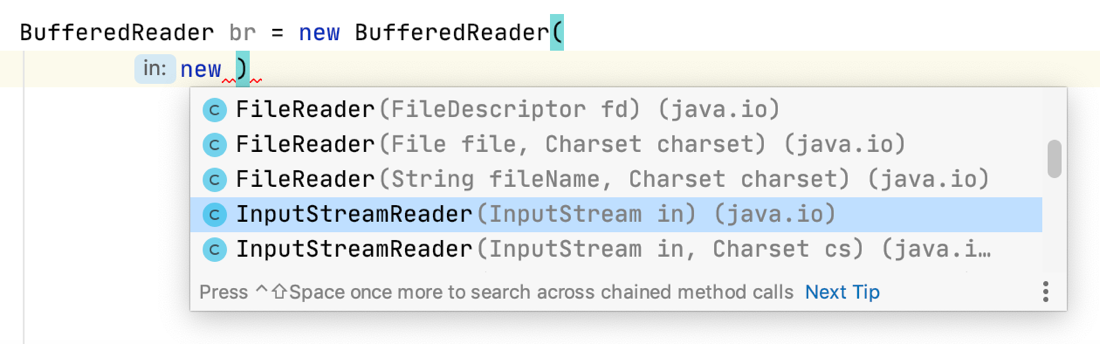 BufferedReader br = new BufferedReader(
in: new )
C FileReader(FileDescriptor fd) (java.io)
C FileReader(File file, Charset charset) (java.io)
C FileReader(String fileName, Charset charset) (java.io)
C InputStreamReader(InputStream in) (java.io)
C InputStreamReader(InputStream in, Charset cs) (java.i…
Press ^⇧Space once more to search across chained method calls Next Tip